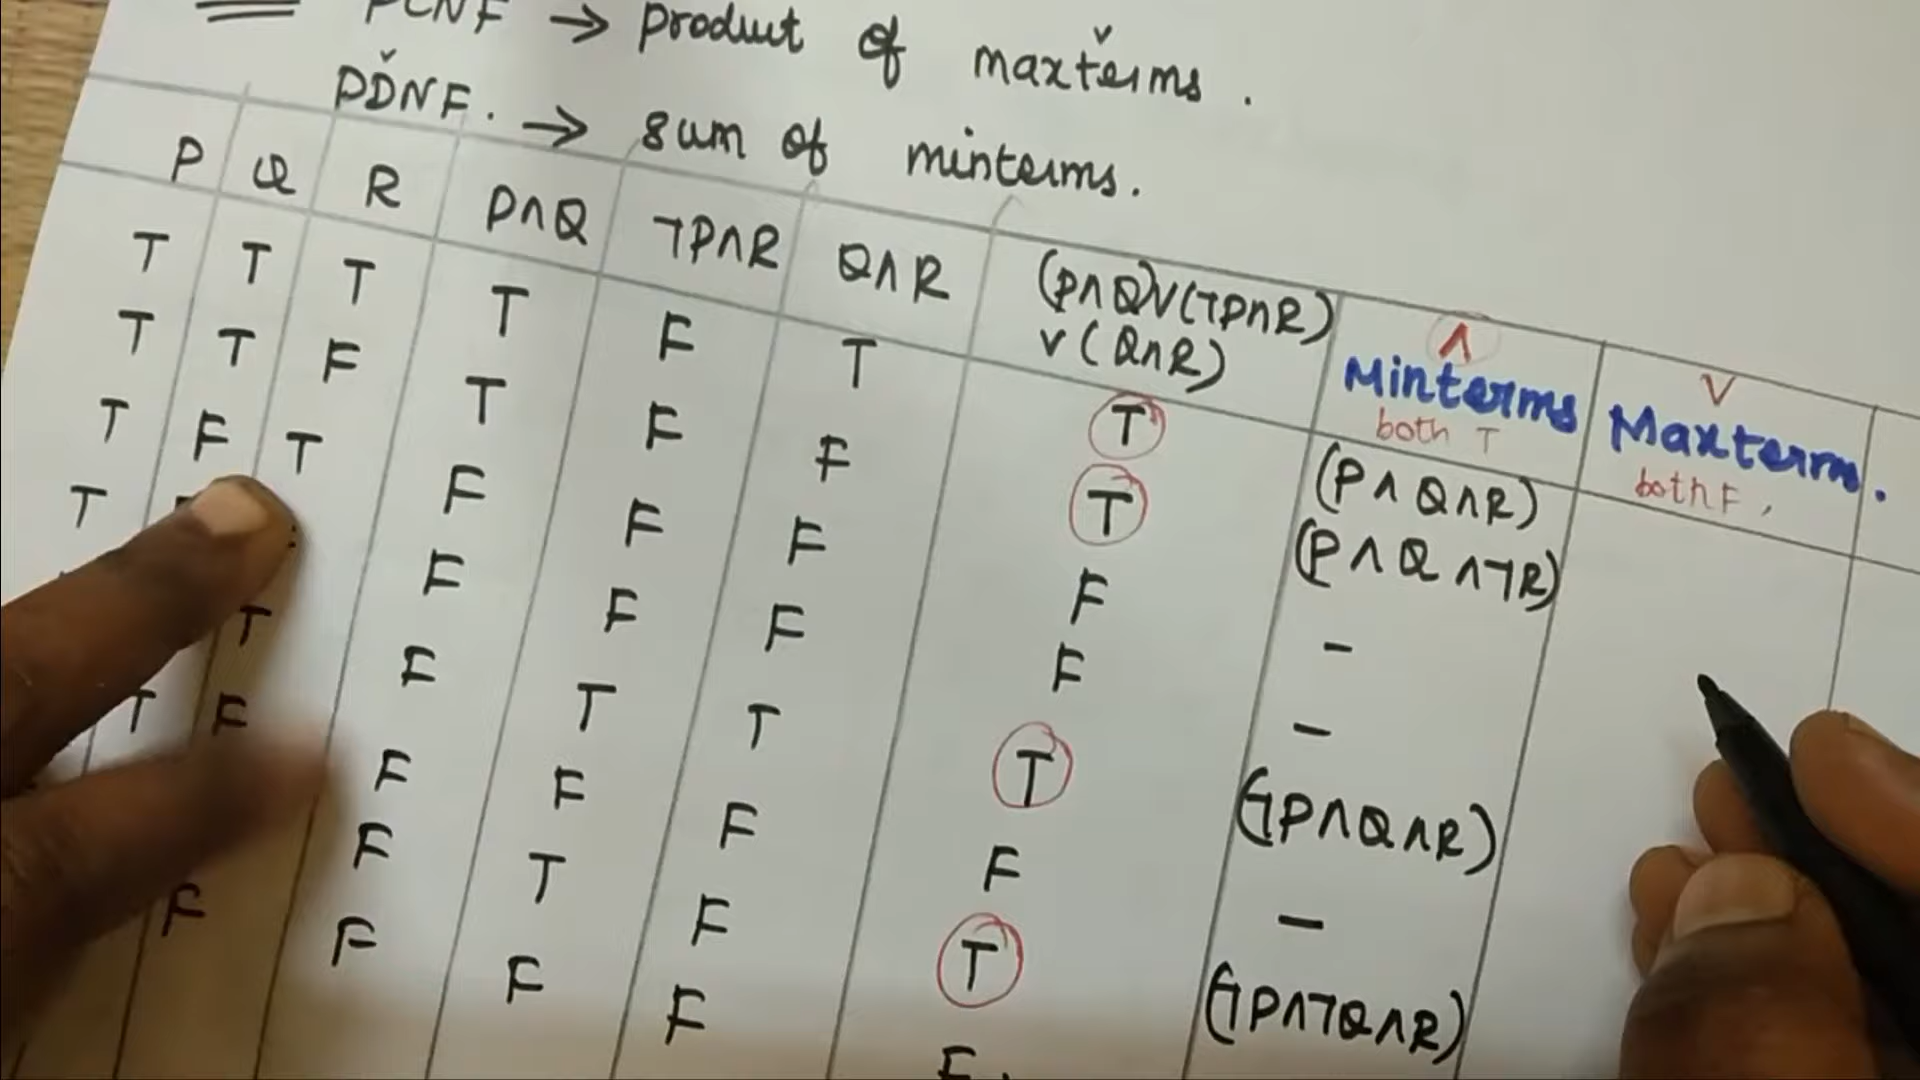 PCNF → product of maxterms.
PDNF. → sum of minterms.
P Q R P∧Q ¬P∧R Q∧R (P∧Q)∨(¬P∧R) ∨(Q∧R) ∧ Minterms both T ∨ Maxterm. both F,
T T T T F T T (P∧Q∧R)
T T F T F F T (P∧Q∧¬R)
T F T F F F F -
T F F F F -
T F T T T (¬P∧Q∧R)
T F F F F F -
F T F T (¬P∧¬Q∧R)
F F F F F.